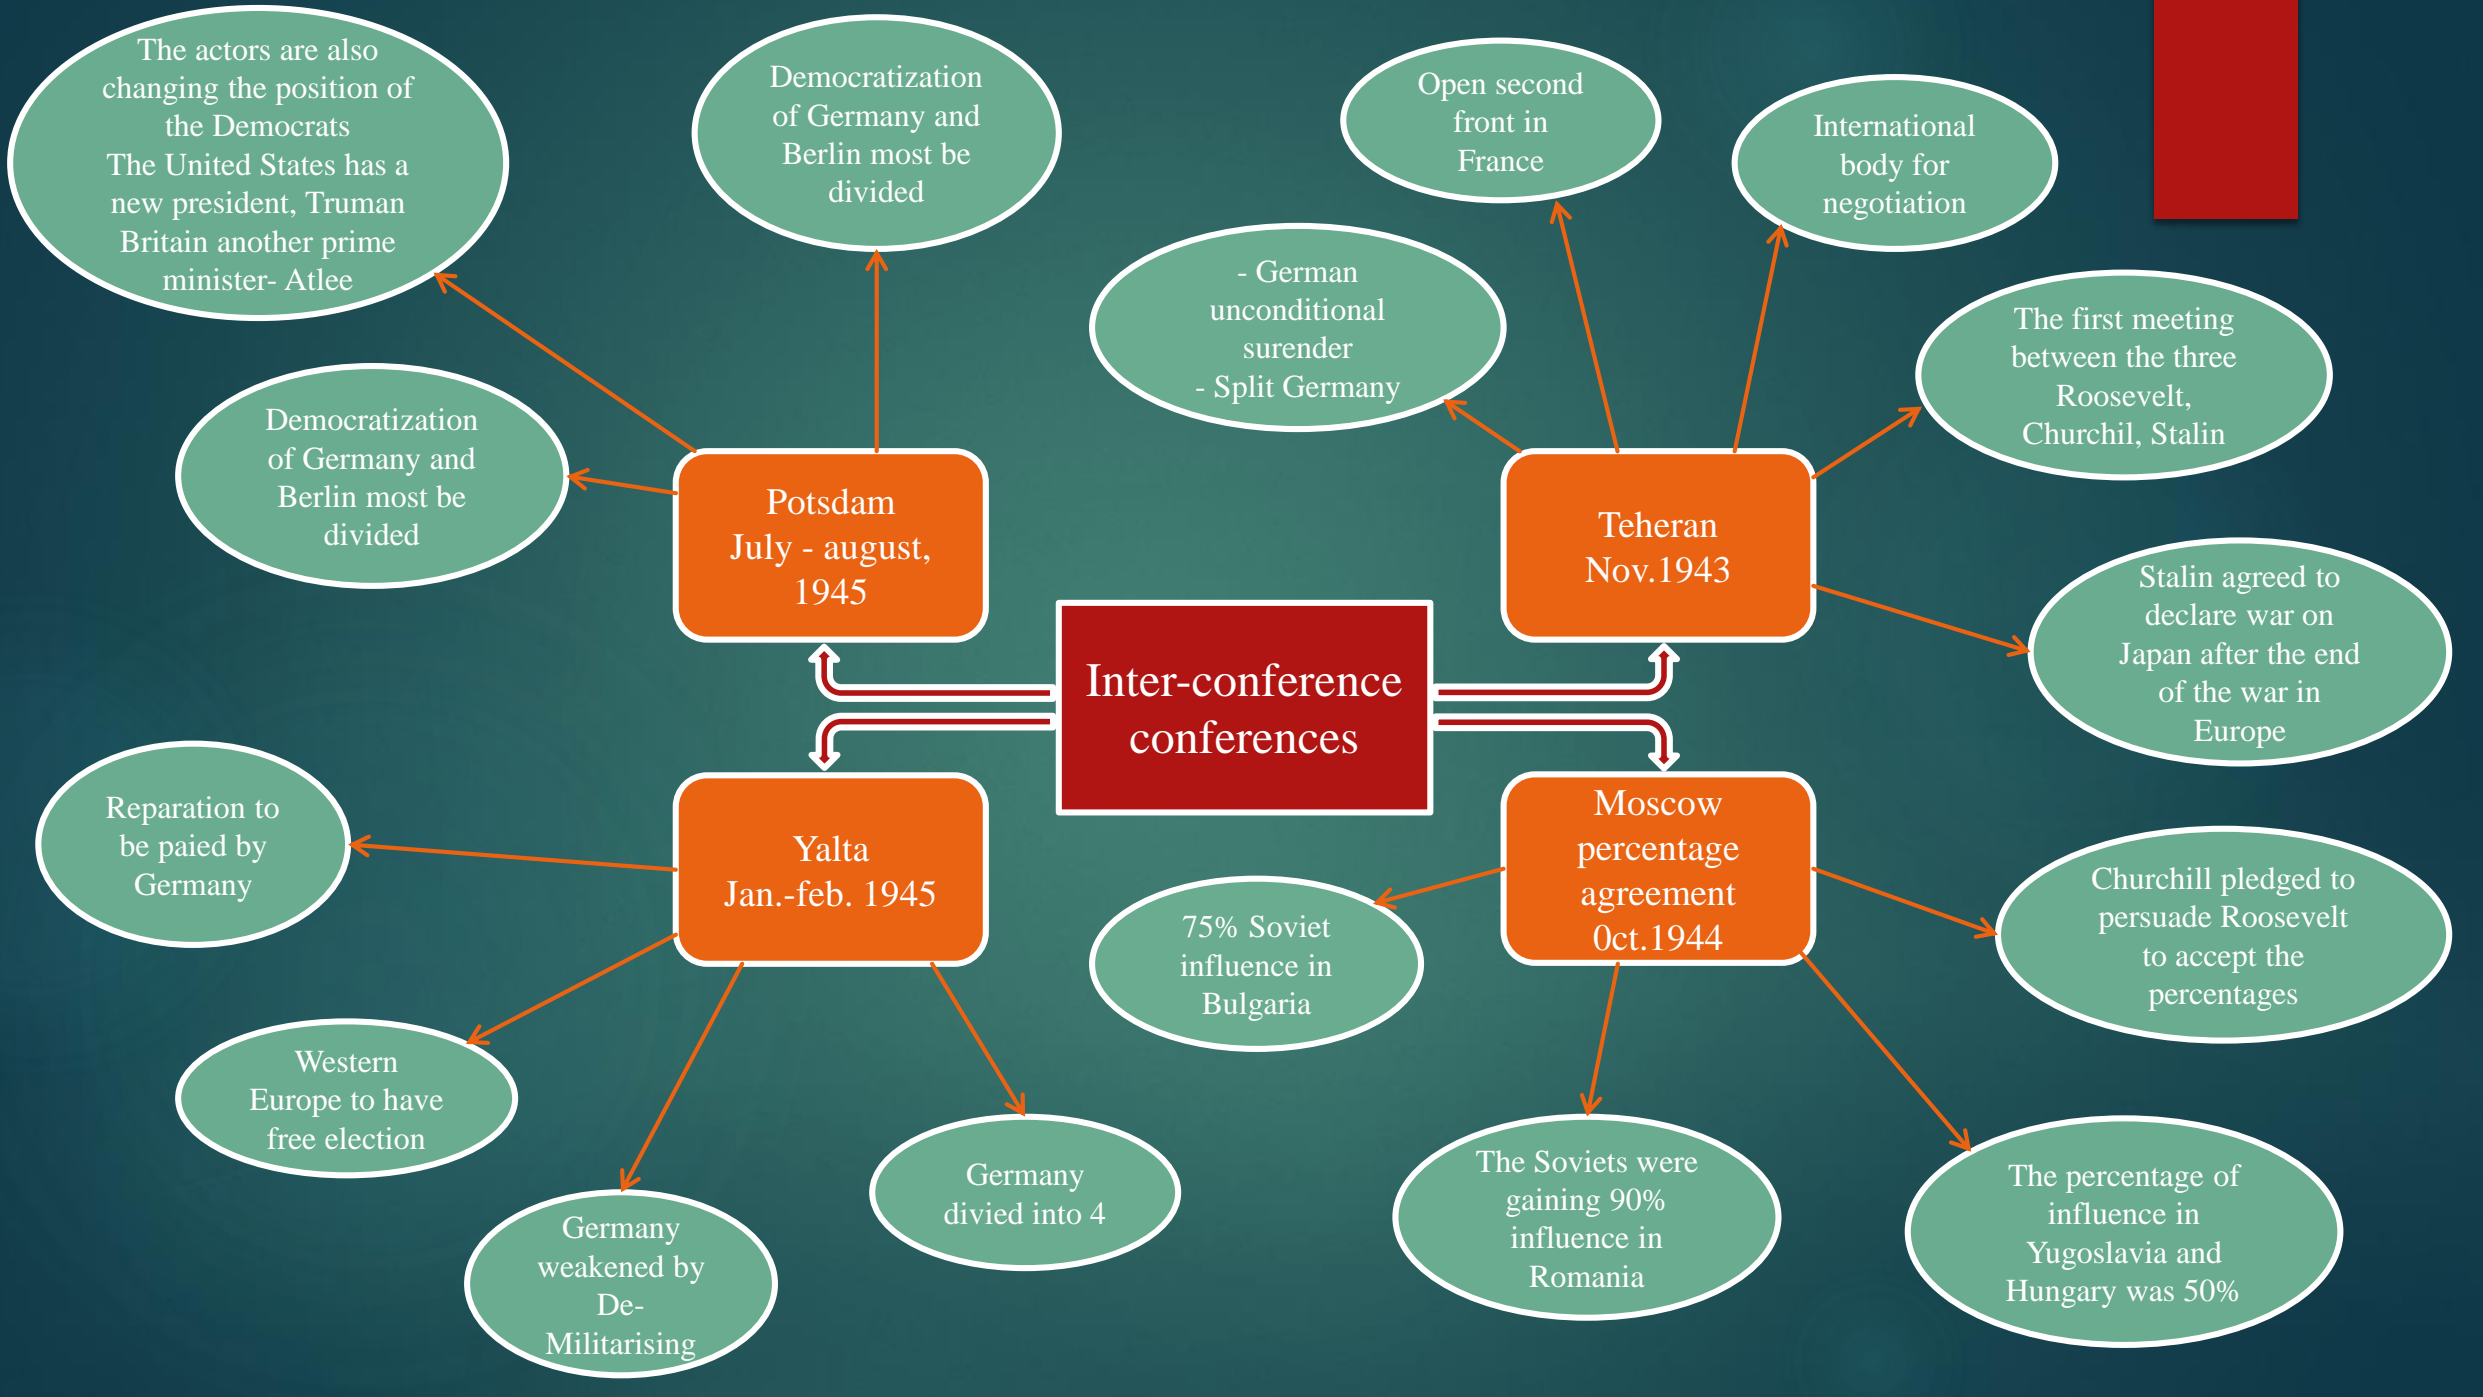 The actors are also
changing the position of
the Democrats
The United States has a
new president, Truman
Britain another prime
minister- Atlee
Democratization
of Germany and
Berlin most be
divided
Democratization
of Germany and
Berlin most be
divided
Potsdam
July - august,
1945
Open second
front in
France
International
body for
negotiation
- German
unconditional
surender
- Split Germany
The first meeting
between the three
Roosevelt,
Churchil, Stalin
Teheran
Nov.1943
Stalin agreed to
declare war on
Japan after the end
of the war in
Europe
Inter-conference
conferences
Reparation to
be paied by
Germany
Yalta
Jan.-feb. 1945
Western
Europe to have
free election
Germany
weakened by
De-
Militarising
Germany
divied into 4
Moscow
percentage
agreement
0ct.1944
75% Soviet
influence in
Bulgaria
Churchill pledged to
persuade Roosevelt
to accept the
percentages
The Soviets were
gaining 90%
influence in
Romania
The percentage of
influence in
Yugoslavia and
Hungary was 50%